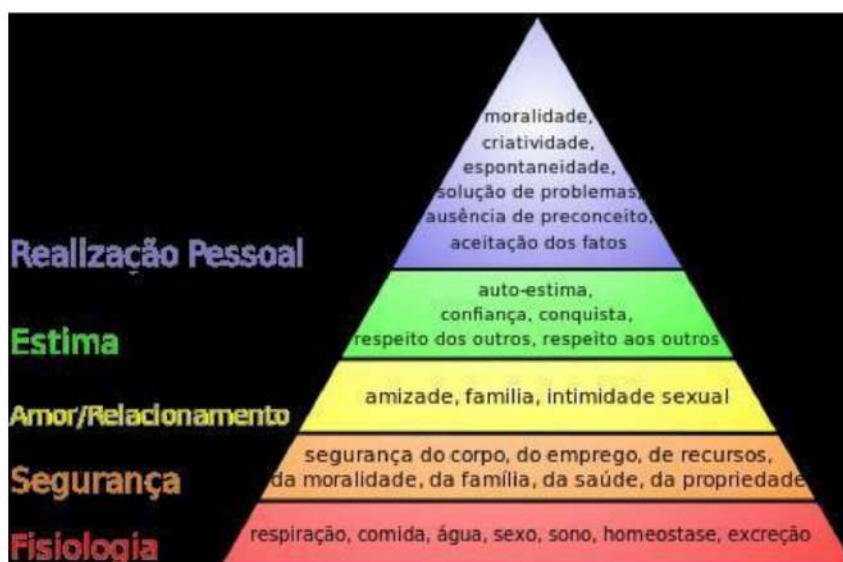 moralidade,
criatividade,
espontaneidade,
solução de problemas,
ausência de preconceito,
aceitação dos fatos
Realização Pessoal
auto-estima,
confiança, conquista,
respeito dos outros, respeito aos outros
Estima
amizade, família, intimidade sexual
Amor/Relacionamento
segurança do corpo, do emprego, de recursos,
da moralidade, da família, da saúde, da propriedade
Segurança
respiração, comida, água, sexo, sono, homeostase, excreção
Fisiologia